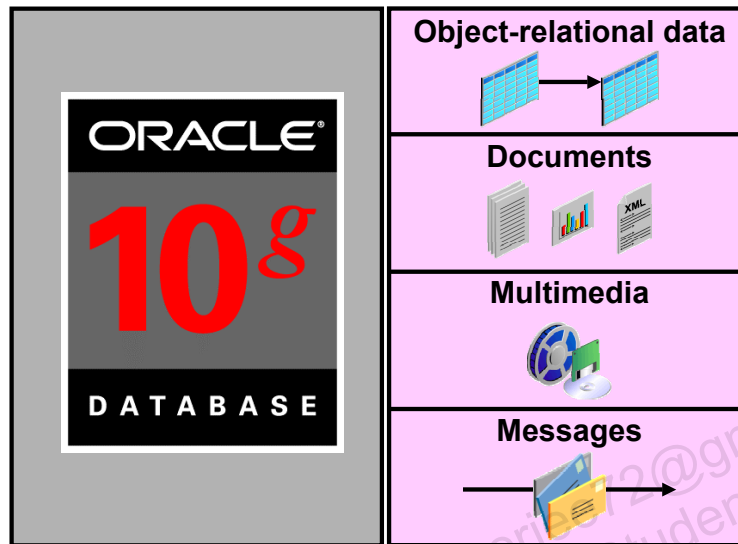 ORACLE®
10g
DATABASE
Object-relational data
Documents
XML
Multimedia
Messages